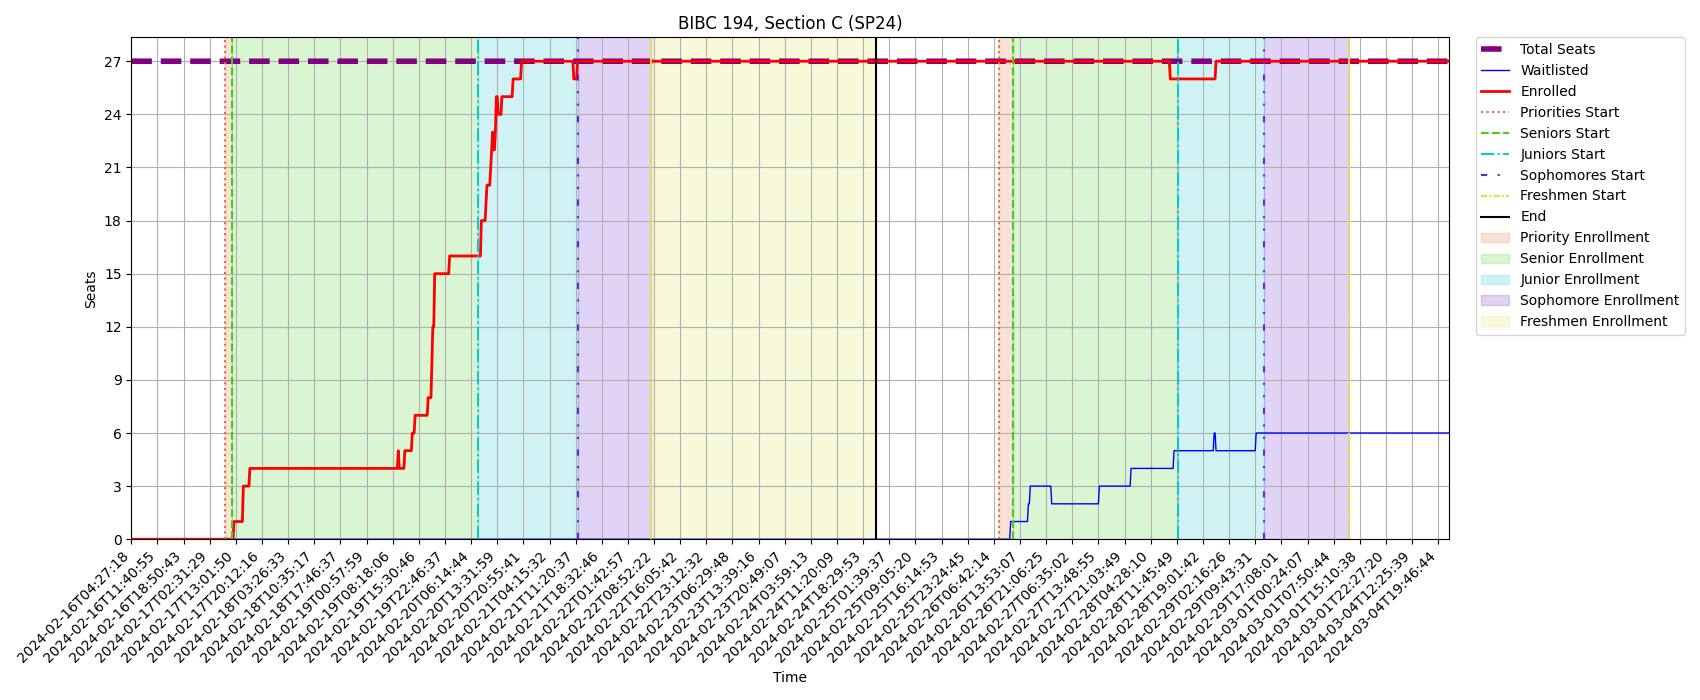 BIBC 194, Section C (SP24)
Seats
27
24
21
18
15
12
9
6
3
0
2024-02-16T04:27:18
2024-02-16T11:40:55
2024-02-16T18:50:43
2024-02-17T02:31:29
2024-02-17T13:01:50
2024-02-17T20:12:16
2024-02-18T03:26:33
2024-02-18T10:35:17
2024-02-18T17:46:37
2024-02-19T00:57:59
2024-02-19T08:18:06
2024-02-19T15:30:46
2024-02-19T22:46:37
2024-02-20T06:14:44
2024-02-20T13:31:59
2024-02-20T20:55:41
2024-02-21T04:15:32
2024-02-21T11:20:37
2024-02-21T18:32:46
2024-02-22T01:42:57
2024-02-22T08:52:22
2024-02-22T16:05:42
2024-02-22T23:12:32
2024-02-23T06:29:48
2024-02-23T13:39:16
2024-02-23T20:49:07
2024-02-24T03:59:13
2024-02-24T11:20:09
2024-02-24T18:29:53
2024-02-25T01:39:37
2024-02-25T09:05:20
2024-02-25T16:14:53
2024-02-25T23:24:45
2024-02-26T06:42:14
2024-02-26T13:53:07
2024-02-26T21:06:25
2024-02-27T06:35:02
2024-02-27T13:48:55
2024-02-27T21:03:49
2024-02-28T04:28:10
2024-02-28T11:45:49
2024-02-28T19:01:42
2024-02-29T02:16:26
2024-02-29T09:43:31
2024-02-29T17:08:01
2024-03-01T00:24:07
2024-03-01T07:50:44
2024-03-01T15:10:38
2024-03-01T22:27:20
2024-03-04T12:25:39
2024-03-04T19:46:44
Time
Total Seats
Waitlisted
Enrolled
Priorities Start
Seniors Start
Juniors Start
Sophomores Start
Freshmen Start
End
Priority Enrollment
Senior Enrollment
Junior Enrollment
Sophomore Enrollment
Freshmen Enrollment